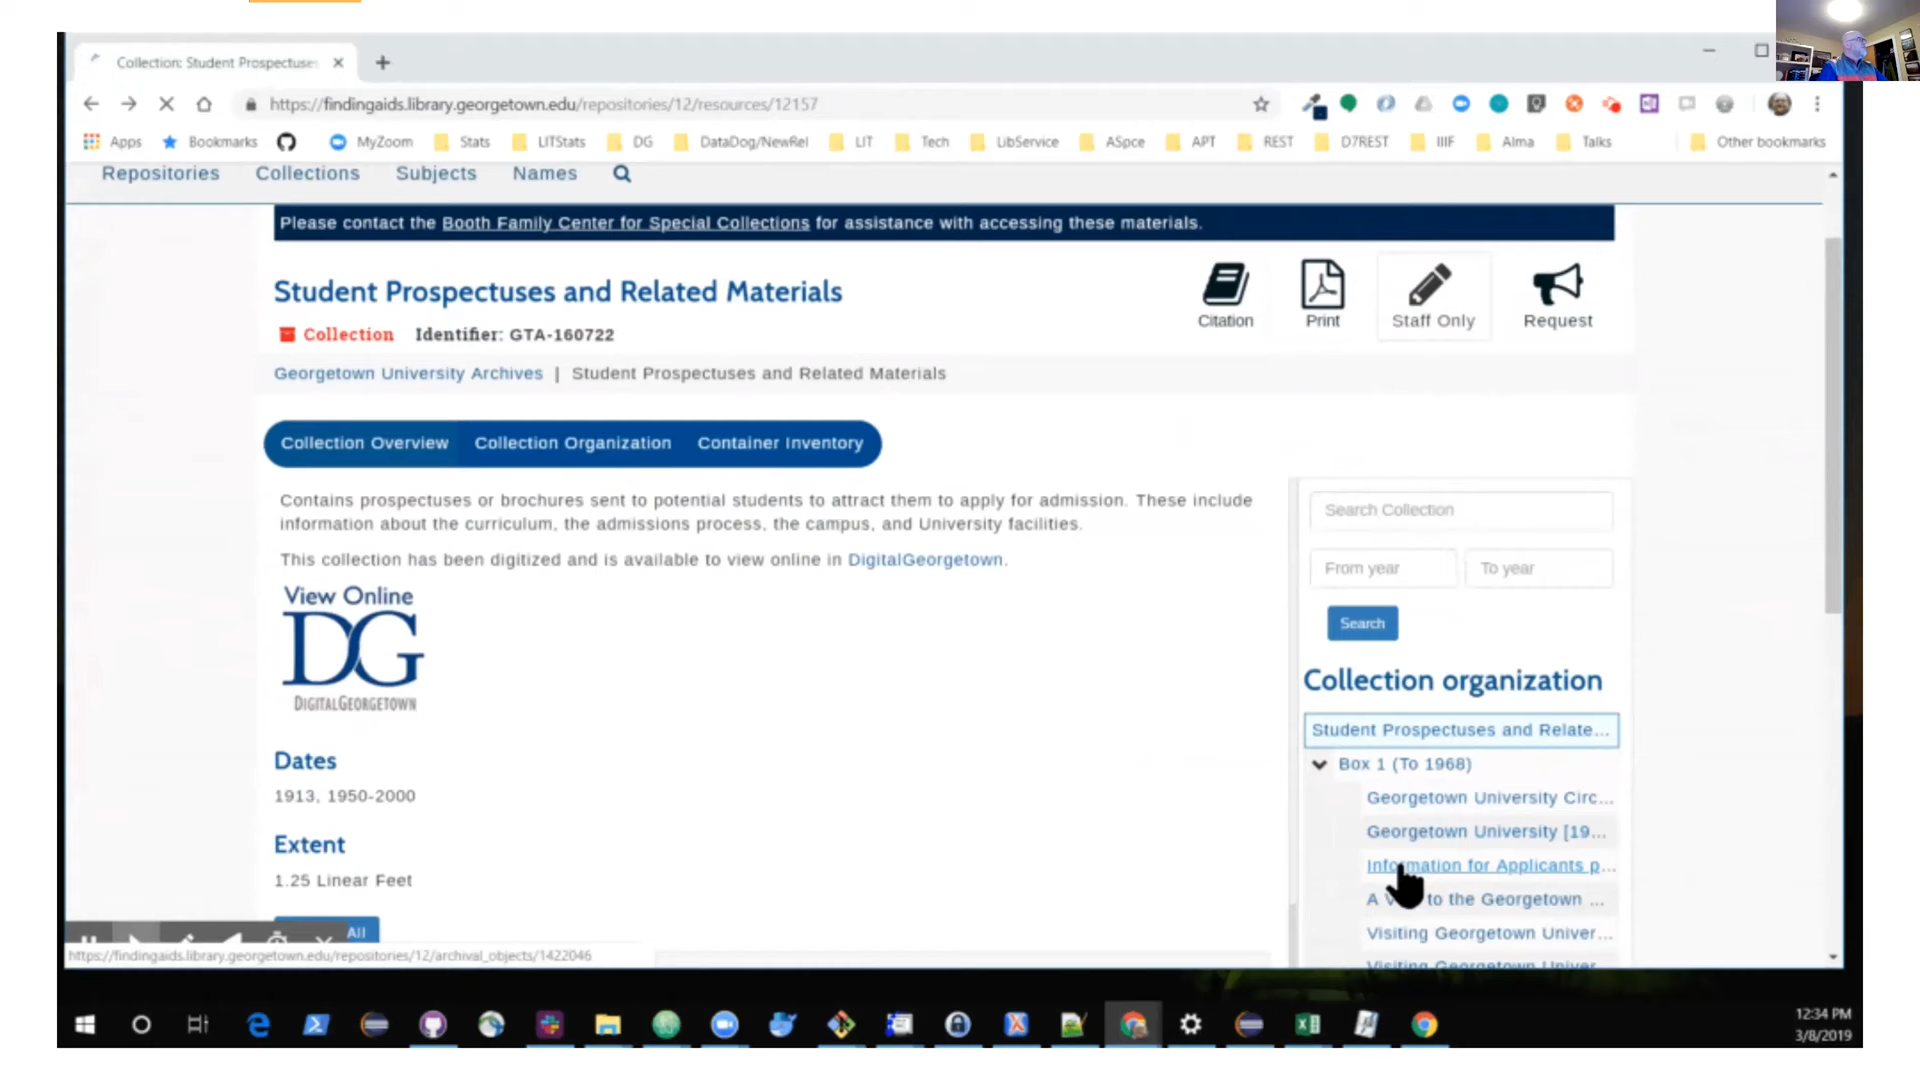 Collection: Student Prospectuses
https://findingaids.library.georgetown.edu/repositories/12/resources/12157
Apps Bookmarks MyZoom Stats LITStats DG DataDog/NewRel LIT Tech LibService ASpce APT REST D7REST IIIF Alma Talks Other bookmarks
Repositories Collections Subjects Names
Please contact the Booth Family Center for Special Collections for assistance with accessing these materials.
Student Prospectuses and Related Materials
Collection Identifier: GTA-160722
Citation Print Staff Only Request
Georgetown University Archives | Student Prospectuses and Related Materials
Collection Overview Collection Organization Container Inventory
Contains prospectuses or brochures sent to potential students to attract them to apply for admission. These include
information about the curriculum, the admissions process, the campus, and University facilities.
This collection has been digitized and is available to view online in DigitalGeorgetown.
View Online
DG
DIGITALGEORGETOWN
Dates
1913, 1950-2000
Extent
1.25 Linear Feet
All
Search Collection
From year To year
Search
Collection organization
Student Prospectuses and Relate...
Box 1 (To 1968)
Georgetown University Circ...
Georgetown University [19...
Information for Applicants p...
A to the Georgetown ...
Visiting Georgetown Univer...
Visiting Georgetown Univer
https://findingaids.library.georgetown.edu/repositories/12/archival_objects/1422046
12:34 PM
3/8/2019